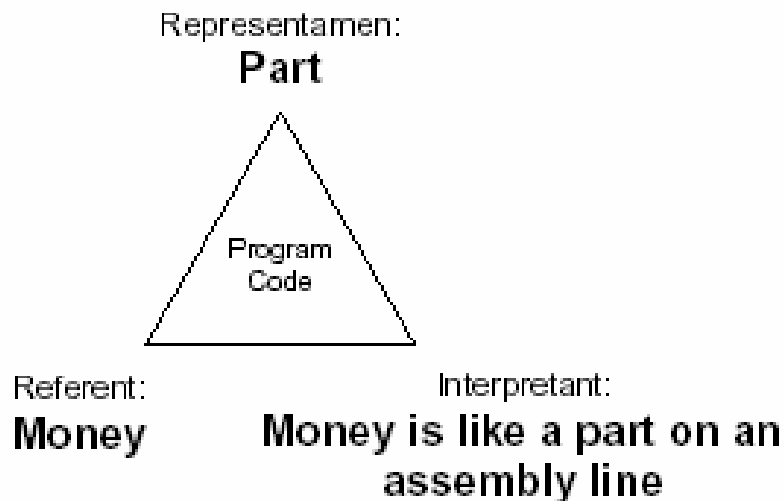 Representamen:
Part
Program
Code
Referent:
Money
Interpretant:
Money is like a part on an
assembly line